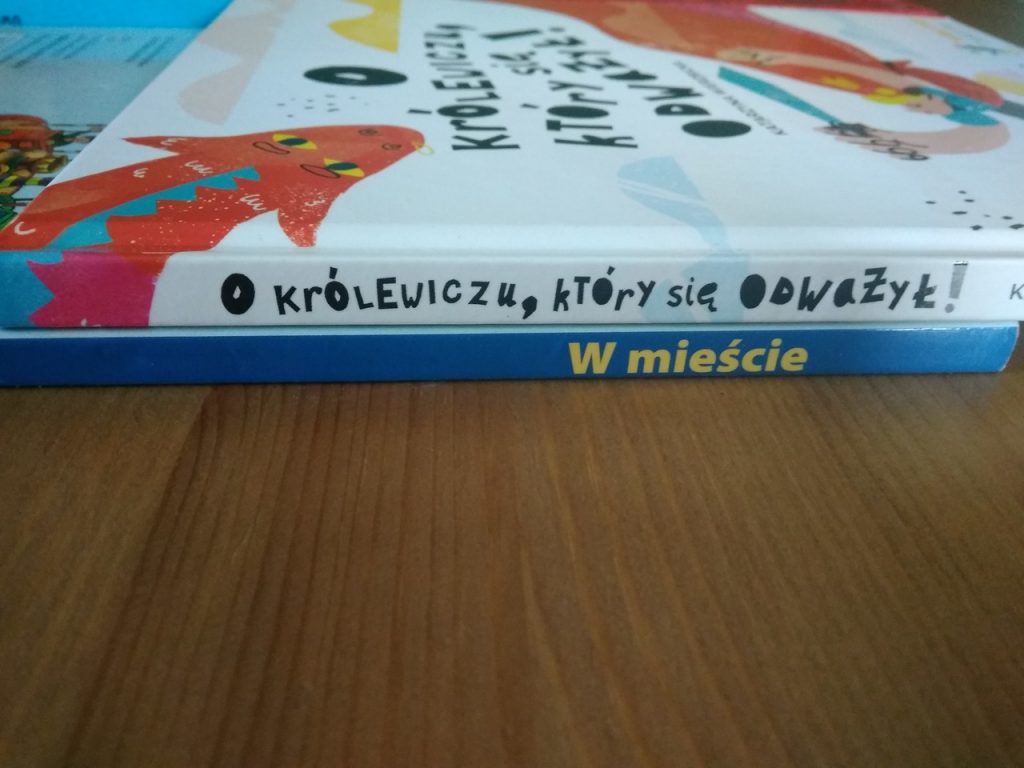 O
KRÓLEWICZU,
KTÓRY SIĘ
ODWAŻYŁ!
O KRÓLEWICZU, KTÓRY SIĘ ODWAŻYŁ!
W mieście